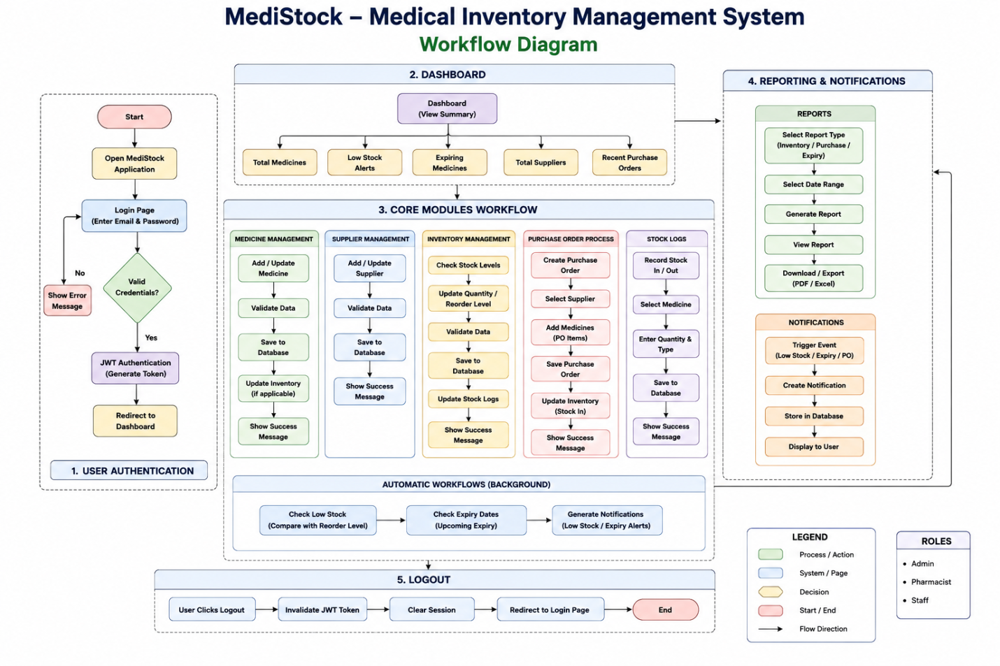 MediStock – Medical Inventory Management System
Workflow Diagram
Start
Open MediStock
Application
Login Page
(Enter Email & Password)
No
Valid
Credentials?
Show Error
Message
Yes
JWT Authentication
(Generate Token)
Redirect to
Dashboard
1. USER AUTHENTICATION
2. DASHBOARD
Dashboard
(View Summary)
Total Medicines
Low Stock
Alerts
Expiring
Medicines
Total Suppliers
Recent Purchase
Orders
3. CORE MODULES WORKFLOW
MEDICINE MANAGEMENT
Add / Update
Medicine
Validate Data
Save to
Database
Update Inventory
(if applicable)
Show Success
Message
SUPPLIER MANAGEMENT
Add / Update
Supplier
Validate Data
Save to
Database
Show Success
Message
INVENTORY MANAGEMENT
Check Stock Levels
Update Quantity /
Reorder Level
Validate Data
Save to
Database
Update Stock Logs
Show Success
Message
PURCHASE ORDER PROCESS
Create Purchase
Order
Select Supplier
Add Medicines
(PO Items)
Save Purchase
Order
Update Inventory
(Stock In)
Show Success
Message
STOCK LOGS
Record Stock
In / Out
Select Medicine
Enter Quantity &
Type
Save to
Database
Show Success
Message
AUTOMATIC WORKFLOWS (BACKGROUND)
Check Low Stock
(Compare with Reorder Level)
Check Expiry Dates
(Upcoming Expiry)
Generate Notifications
(Low Stock / Expiry Alerts)
4. REPORTING & NOTIFICATIONS
REPORTS
Select Report Type
(Inventory / Purchase /
Expiry)
Select Date Range
Generate Report
View Report
Download / Export
(PDF / Excel)
NOTIFICATIONS
Trigger Event
(Low Stock / Expiry / PO)
Create Notification
Store in Database
Display to User
5. LOGOUT
User Clicks Logout
Invalidate JWT Token
Clear Session
Redirect to Login Page
End
LEGEND
Process / Action
System / Page
Decision
Start / End
Flow Direction
ROLES
• Admin
• Pharmacist
• Staff